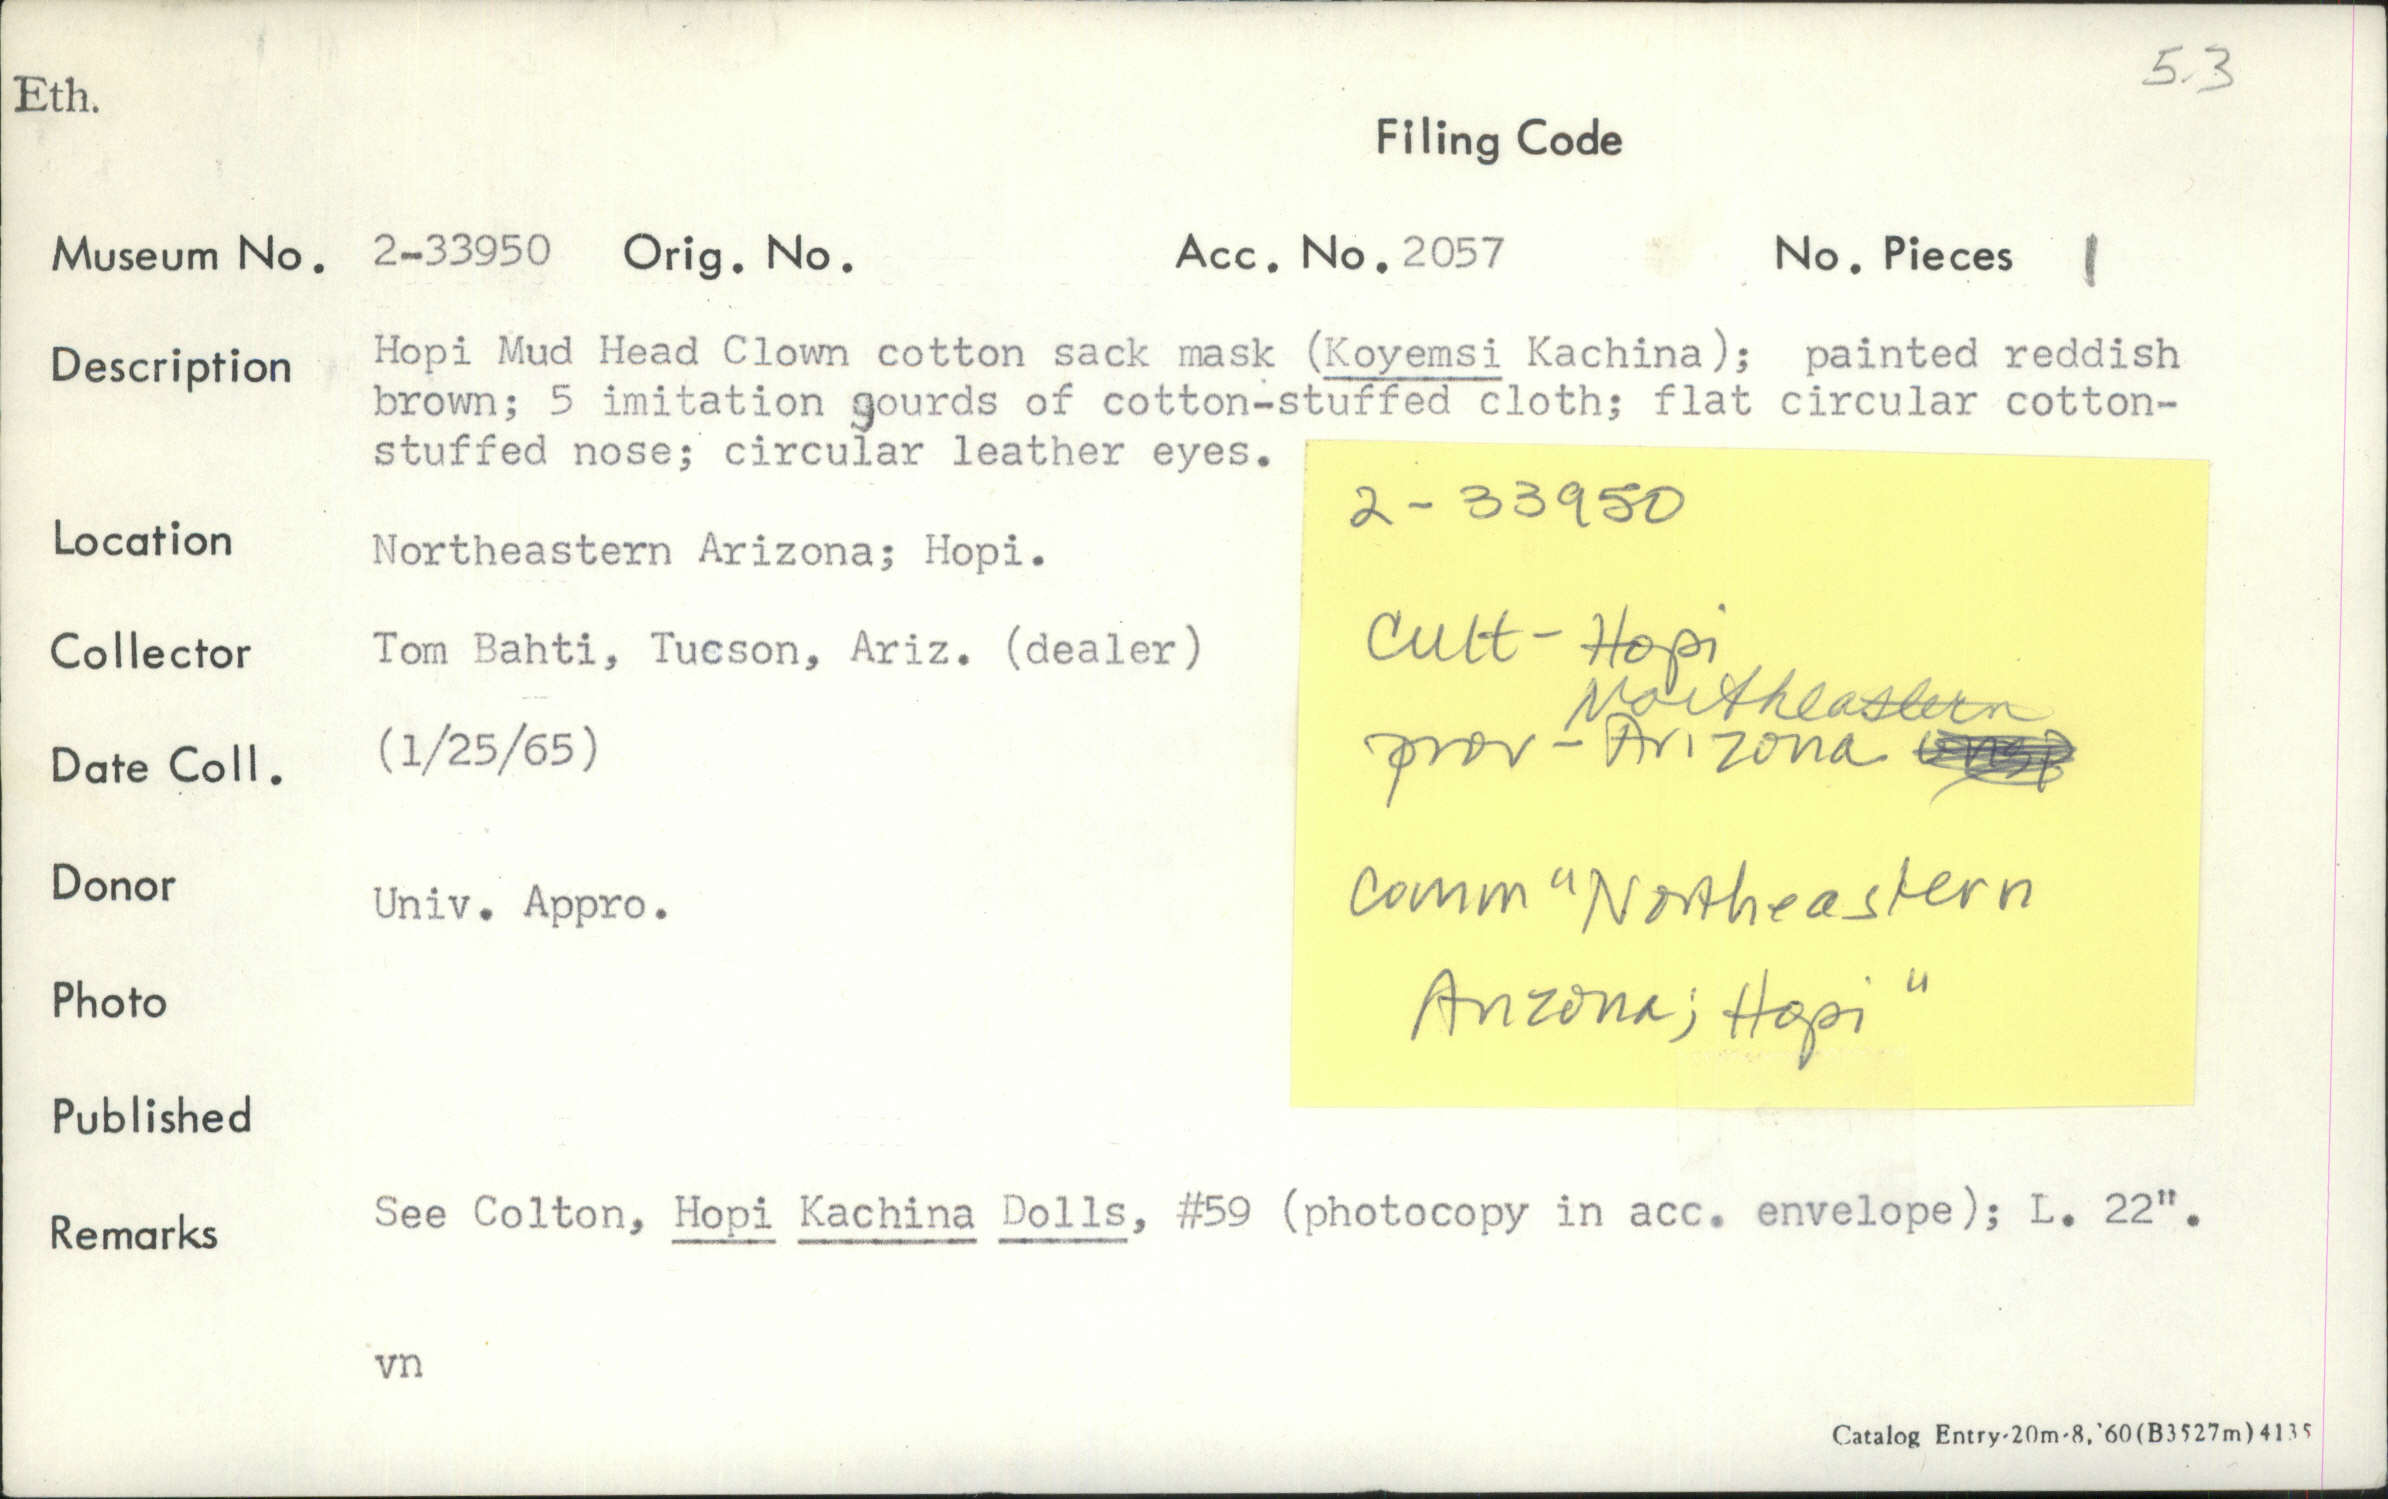 Eth.
5.3
Filing Code
Museum No. 2-33950 Orig. No. Acc. No. 2057 No. Pieces 1
Description Hopi Mud Head Clown cotton sack mask (Koyemsi Kachina); painted reddish
brown; 5 imitation gourds of cotton-stuffed cloth; flat circular cotton-
stuffed nose; circular leather eyes.
Location Northeastern Arizona; Hopi.
Collector Tom Bahti, Tucson, Ariz. (dealer)
Date Coll. (1/25/65)
Donor Univ. Appro.
Photo
Published
Remarks See Colton, Hopi Kachina Dolls, #59 (photocopy in acc. envelope); L. 22".
vn
Catalog Entry-20m-8,'60(B3527m)4135
2-33950
Cult - Hopi
Northeastern
prov - Arizona
Comm "Northeastern
Arizona; Hopi"